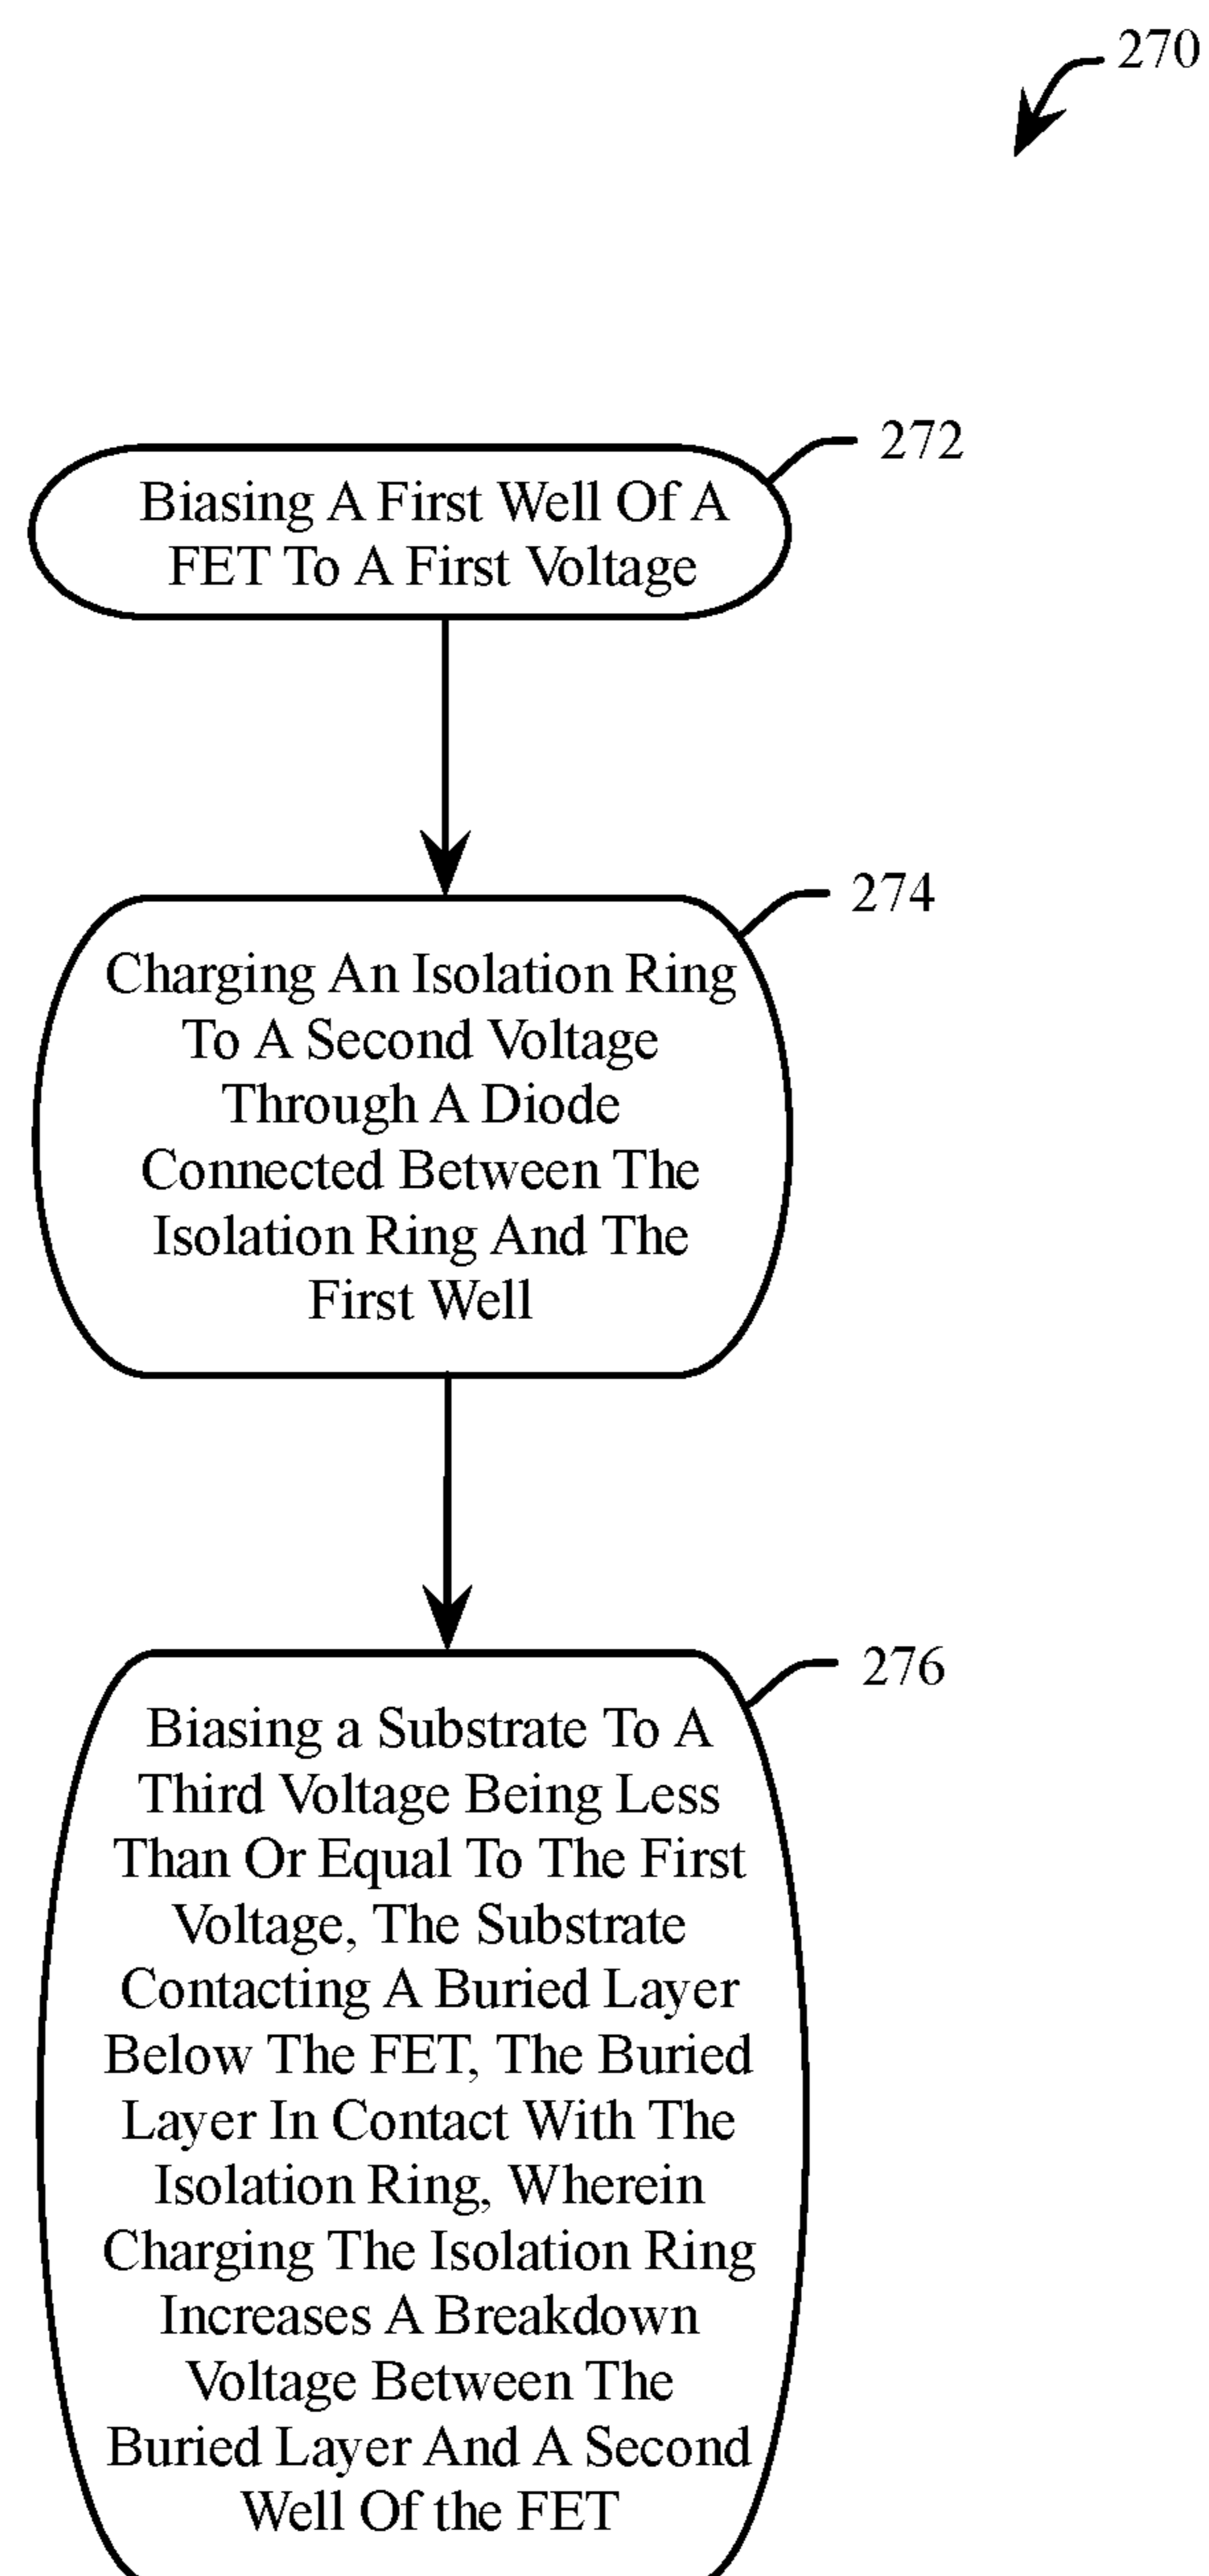 270
272
Biasing A First Well Of A
FET To A First Voltage
274
Charging An Isolation Ring
To A Second Voltage
Through A Diode
Connected Between The
Isolation Ring And The
First Well
276
Biasing a Substrate To A
Third Voltage Being Less
Than Or Equal To The First
Voltage, The Substrate
Contacting A Buried Layer
Below The FET, The Buried
Layer In Contact With The
Isolation Ring, Wherein
Charging The Isolation Ring
Increases A Breakdown
Voltage Between The
Buried Layer And A Second
Well Of the FET